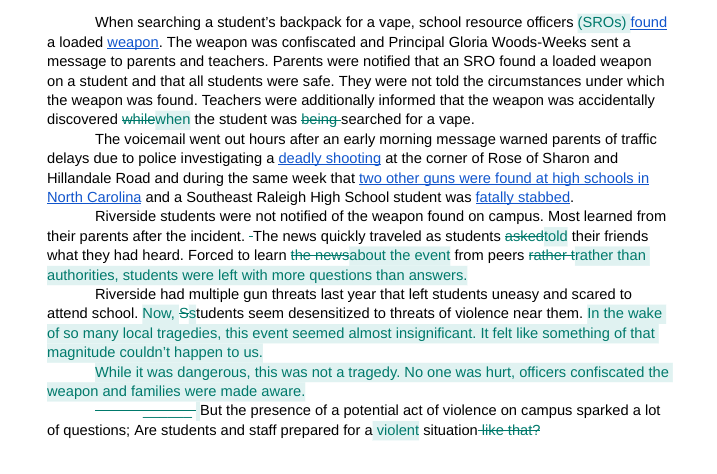 When searching a student’s backpack for a vape, school resource officers (SROs) found
a loaded weapon. The weapon was confiscated and Principal Gloria Woods-Weeks sent a
message to parents and teachers. Parents were notified that an SRO found a loaded weapon
on a student and that all students were safe. They were not told the circumstances under which
the weapon was found. Teachers were additionally informed that the weapon was accidentally
discovered whilewhen the student was being searched for a vape.
The voicemail went out hours after an early morning message warned parents of traffic
delays due to police investigating a deadly shooting at the corner of Rose of Sharon and
Hillandale Road and during the same week that two other guns were found at high schools in
North Carolina and a Southeast Raleigh High School student was fatally stabbed.
Riverside students were not notified of the weapon found on campus. Most learned from
their parents after the incident. -The news quickly traveled as students askedtold their friends
what they had heard. Forced to learn the newsabout the event from peers rather trather than
authorities, students were left with more questions than answers.
Riverside had multiple gun threats last year that left students uneasy and scared to
attend school. Now, Sstudents seem desensitized to threats of violence near them. In the wake
of so many local tragedies, this event seemed almost insignificant. It felt like something of that
magnitude couldn’t happen to us.
While it was dangerous, this was not a tragedy. No one was hurt, officers confiscated the
weapon and families were made aware.
But the presence of a potential act of violence on campus sparked a lot
of questions; Are students and staff prepared for a violent situation like that?